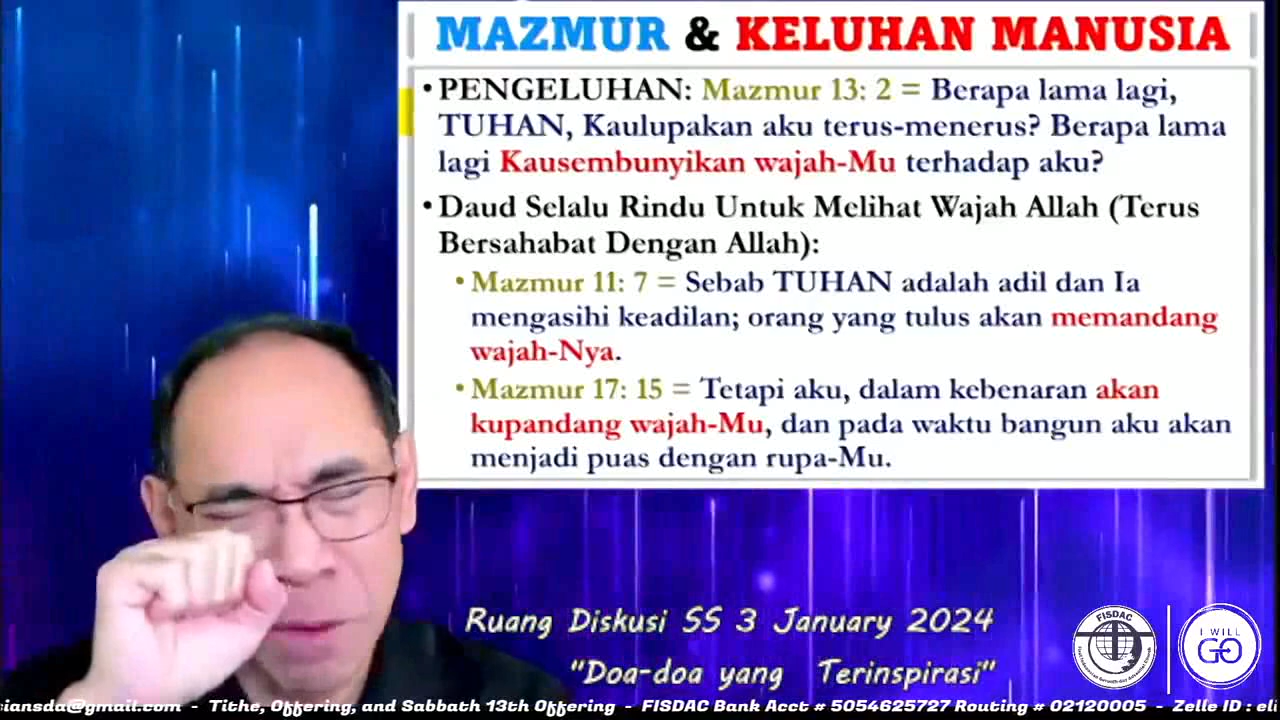 MAZMUR & KELUHAN MANUSIA
• PENGELUHAN: Mazmur 13: 2 = Berapa lama lagi,
TUHAN, Kaulupakan aku terus-menerus? Berapa lama
lagi Kausembunyikan wajah-Mu terhadap aku?
• Daud Selalu Rindu Untuk Melihat Wajah Allah (Terus
Bersahabat Dengan Allah):
• Mazmur 11: 7 = Sebab TUHAN adalah adil dan Ia
mengasihi keadilan; orang yang tulus akan memandang
wajah-Nya.
• Mazmur 17: 15 = Tetapi aku, dalam kebenaran akan
kupandang wajah-Mu, dan pada waktu bangun aku akan
menjadi puas dengan rupa-Mu.
Ruang Diskusi SS 3 January 2024
"Doa-doa yang Terinspirasi"
FISDAC
I WILL
GO
siansda@gmail.com - Tithe, Offering, and Sabbath 13th Offering - FISDAC Bank Acct # 5054625727 Routing # 02120005 - Zelle ID : eli